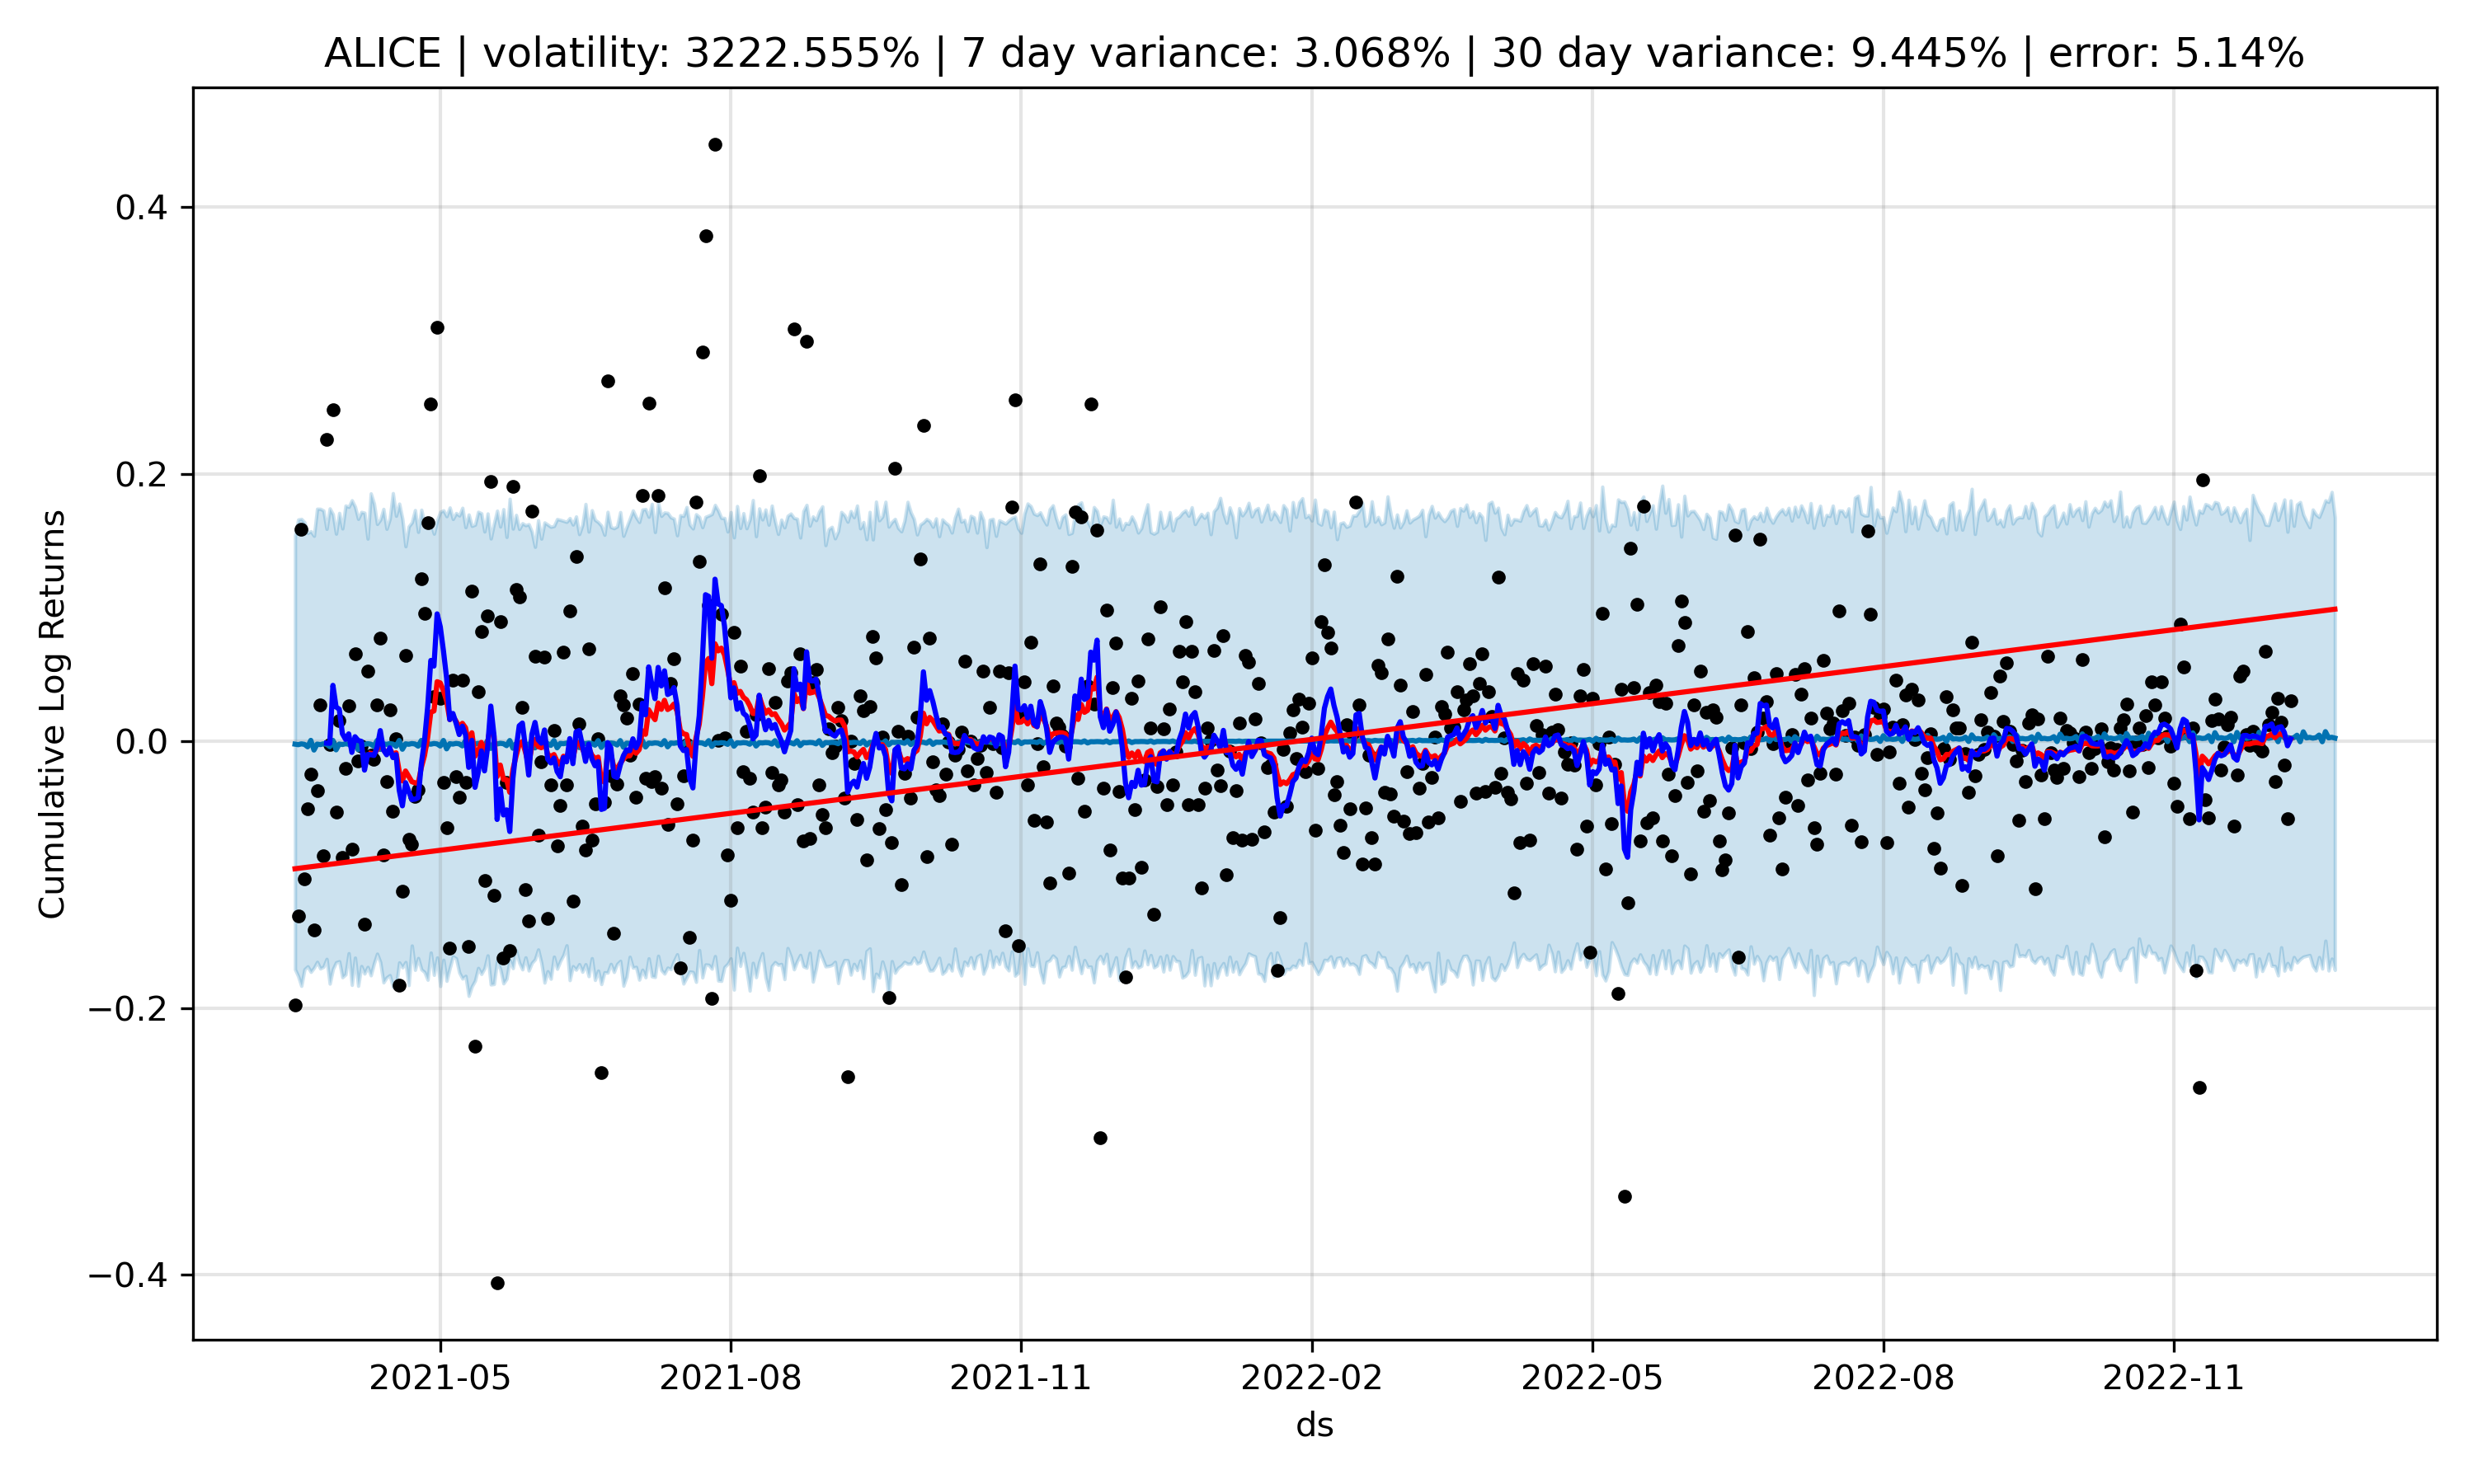 ALICE | volatility: 3222.555% | 7 day variance: 3.068% | 30 day variance: 9.445% | error: 5.14%
Cumulative Log Returns
0.4
0.2
0.0
−0.2
−0.4
2021-05 2021-08 2021-11 2022-02 2022-05 2022-08 2022-11
ds